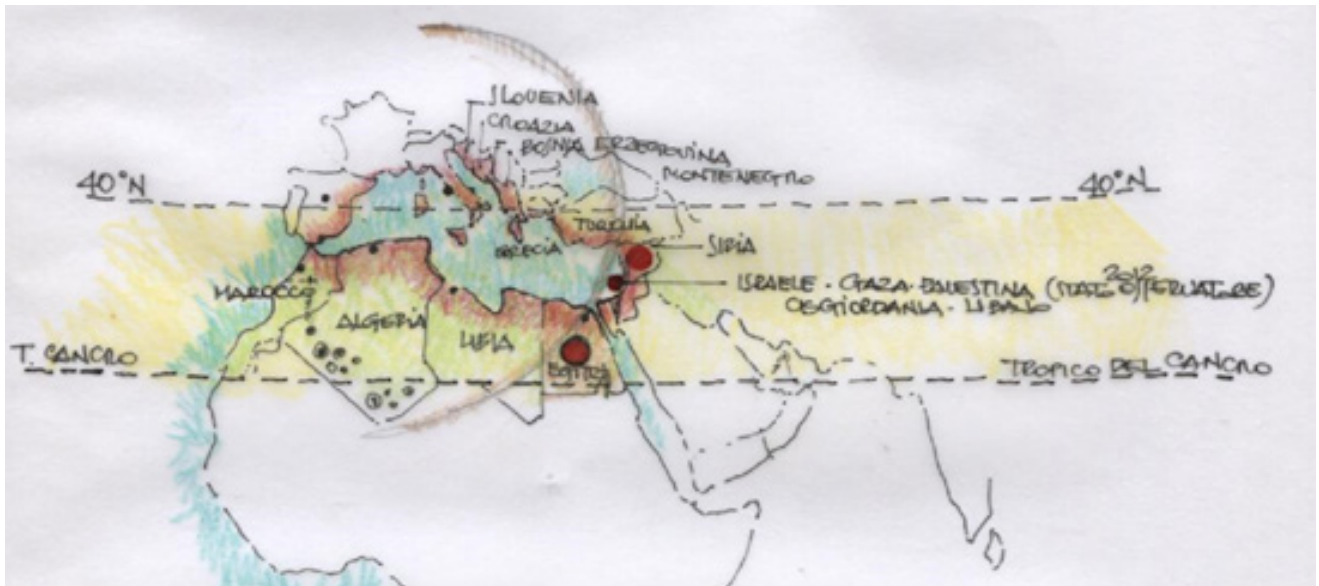 SLOVENIA
CROAZIA
BOSNIA ERZEGOVINA
MONTENEGRO
40°N
40°N
TURCHIA
GRECIA
SIRIA
ISRAELE - GAZA - PALESTINA (STATO OSSERVATORE)
2012
CISGIORDANIA - LIBANO
MAROCCO
ALGERIA
LIBIA
EGITTO
T. CANCRO
TROPICO DEL CANCRO